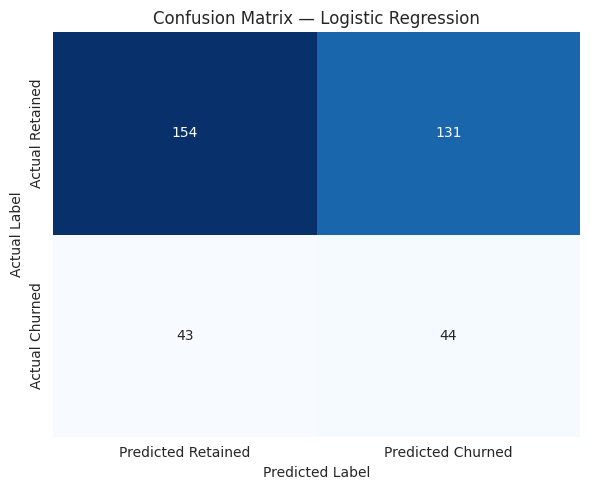 Confusion Matrix — Logistic Regression
Actual Label
Actual Retained
154
131
Actual Churned
43
44
Predicted Retained
Predicted Churned
Predicted Label